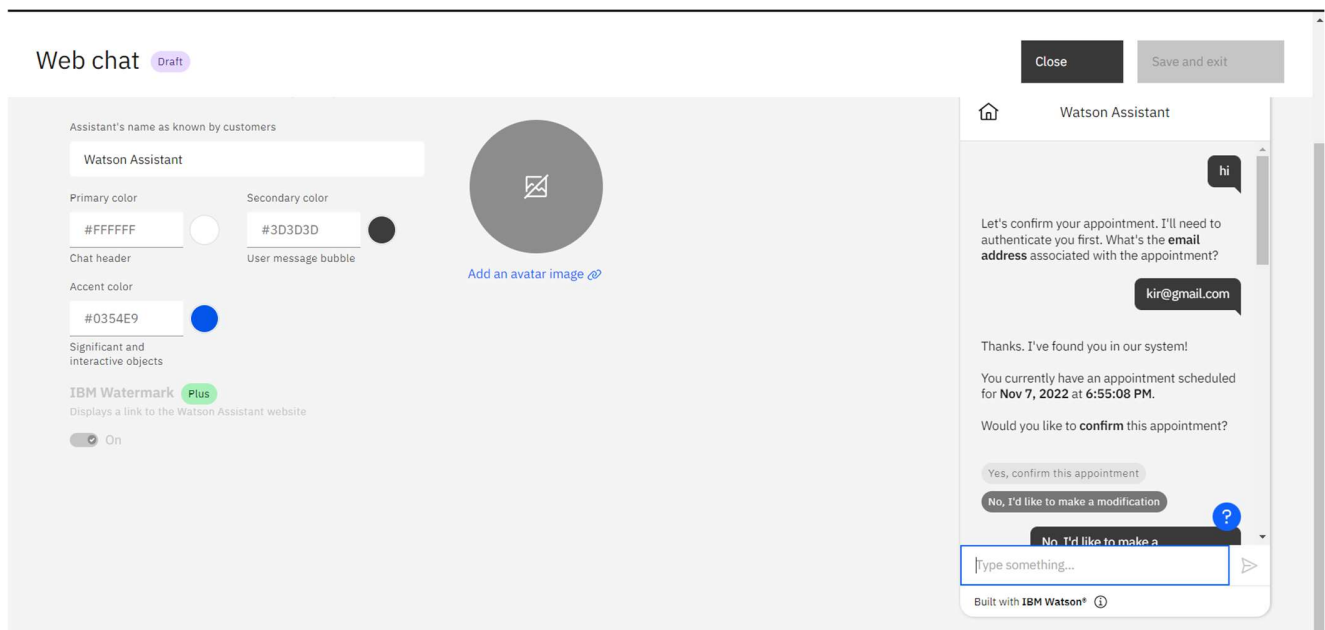 Web chat Draft
Close
Save and exit
Assistant's name as known by customers
Watson Assistant
Primary color
Secondary color
#FFFFFF
#3D3D3D
Chat header
User message bubble
Accent color
#0354E9
Significant and
interactive objects
IBM Watermark Plus
Displays a link to the Watson Assistant website
On
Add an avatar image
Watson Assistant
hi
Let's confirm your appointment. I'll need to
authenticate you first. What's the email
address associated with the appointment?
kir@gmail.com
Thanks. I've found you in our system!
You currently have an appointment scheduled
for Nov 7, 2022 at 6:55:08 PM.
Would you like to confirm this appointment?
Yes, confirm this appointment
No, I'd like to make a modification
?
No, I'd like to make a
Type something...
Built with IBM Watson®